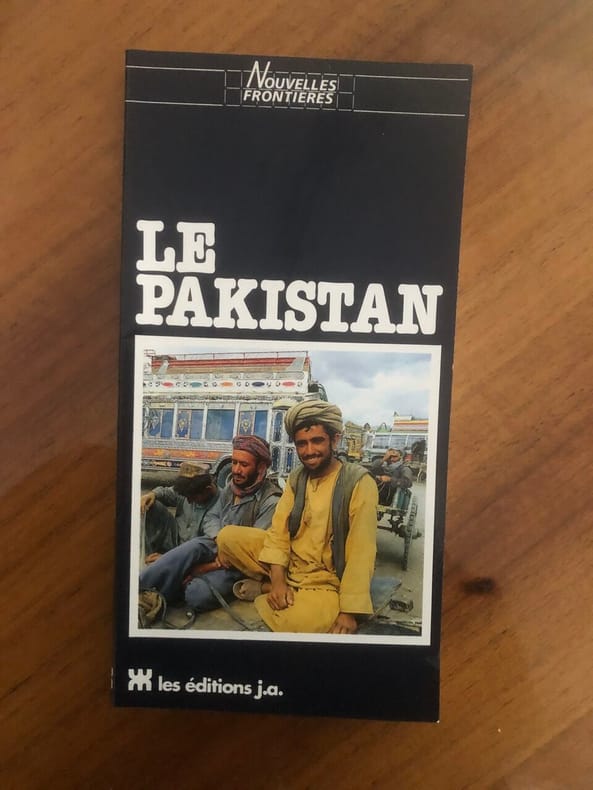 NOUVELLES
FRONTIERES
LE
PAKISTAN
les éditions j.a.